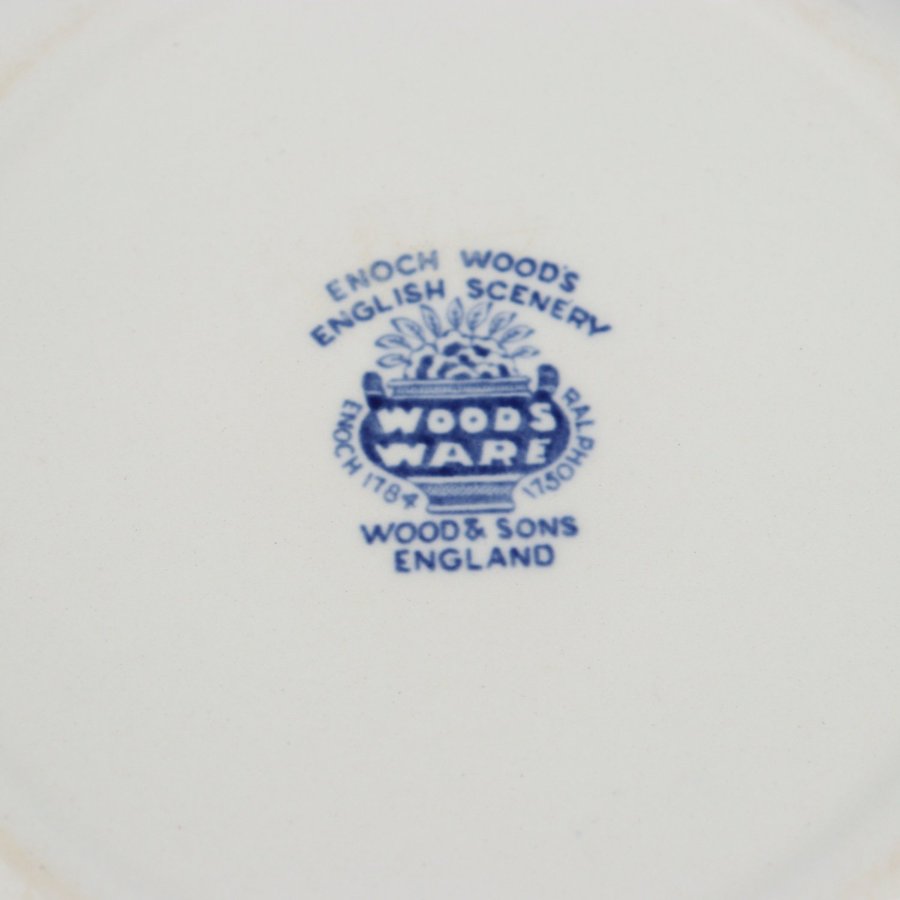 ENOCH WOOD'S
ENGLISH SCENERY
WOODS
WARE
ENOCH 1784
RALPH 1750
WOOD & SONS
ENGLAND